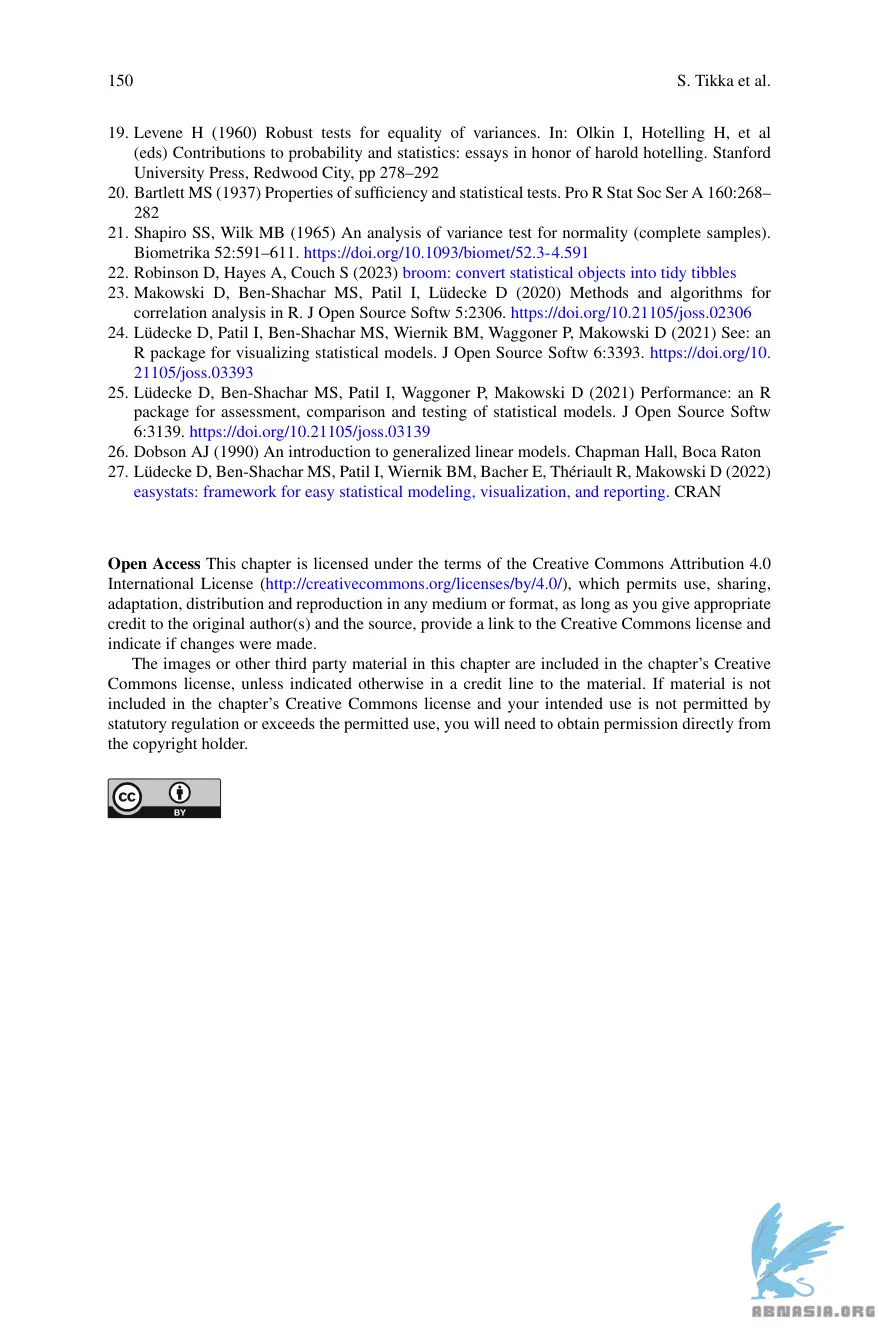 150
S. Tikka et al.
19. Levene H (1960) Robust tests for equality of variances. In: Olkin I, Hotelling H, et al
(eds) Contributions to probability and statistics: essays in honor of harold hotelling. Stanford
University Press, Redwood City, pp 278–292
20. Bartlett MS (1937) Properties of sufficiency and statistical tests. Pro R Stat Soc Ser A 160:268–
282
21. Shapiro SS, Wilk MB (1965) An analysis of variance test for normality (complete samples).
Biometrika 52:591–611. https://doi.org/10.1093/biomet/52.3-4.591
22. Robinson D, Hayes A, Couch S (2023) broom: convert statistical objects into tidy tibbles
23. Makowski D, Ben-Shachar MS, Patil I, Lüdecke D (2020) Methods and algorithms for
correlation analysis in R. J Open Source Softw 5:2306. https://doi.org/10.21105/joss.02306
24. Lüdecke D, Patil I, Ben-Shachar MS, Wiernik BM, Waggoner P, Makowski D (2021) See: an
R package for visualizing statistical models. J Open Source Softw 6:3393. https://doi.org/10.
21105/joss.03393
25. Lüdecke D, Ben-Shachar MS, Patil I, Waggoner P, Makowski D (2021) Performance: an R
package for assessment, comparison and testing of statistical models. J Open Source Softw
6:3139. https://doi.org/10.21105/joss.03139
26. Dobson AJ (1990) An introduction to generalized linear models. Chapman Hall, Boca Raton
27. Lüdecke D, Ben-Shachar MS, Patil I, Wiernik BM, Bacher E, Thériault R, Makowski D (2022)
easystats: framework for easy statistical modeling, visualization, and reporting. CRAN
Open Access This chapter is licensed under the terms of the Creative Commons Attribution 4.0
International License (http://creativecommons.org/licenses/by/4.0/), which permits use, sharing,
adaptation, distribution and reproduction in any medium or format, as long as you give appropriate
credit to the original author(s) and the source, provide a link to the Creative Commons license and
indicate if changes were made.
The images or other third party material in this chapter are included in the chapter's Creative
Commons license, unless indicated otherwise in a credit line to the material. If material is not
included in the chapter's Creative Commons license and your intended use is not permitted by
statutory regulation or exceeds the permitted use, you will need to obtain permission directly from
the copyright holder.
cc
BY
ABNASIA.ORG